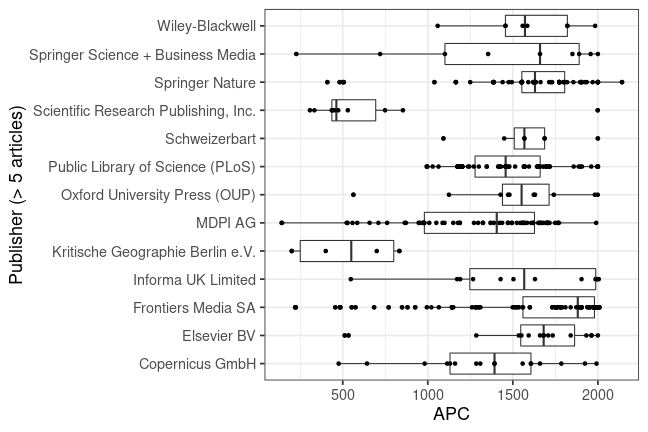 Publisher (> 5 articles)
Wiley-Blackwell
Springer Science + Business Media
Springer Nature
Scientific Research Publishing, Inc.
Schweizerbart
Public Library of Science (PLoS)
Oxford University Press (OUP)
MDPI AG
Kritische Geographie Berlin e.V.
Informa UK Limited
Frontiers Media SA
Elsevier BV
Copernicus GmbH
500 1000 1500 2000
APC